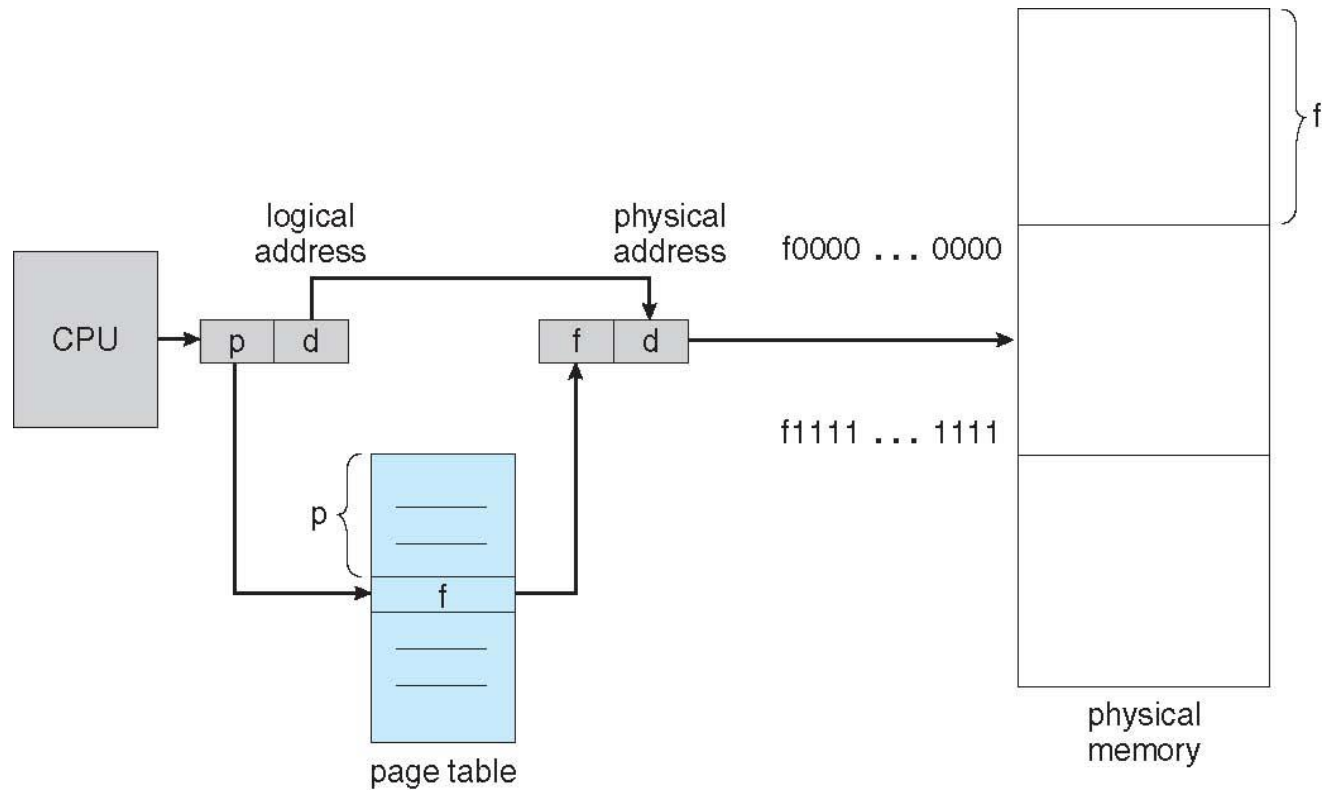 f
logical
address
physical
address
f0000 ... 0000
CPU
p
d
f
d
f1111 ... 1111
p
f
physical
memory
page table